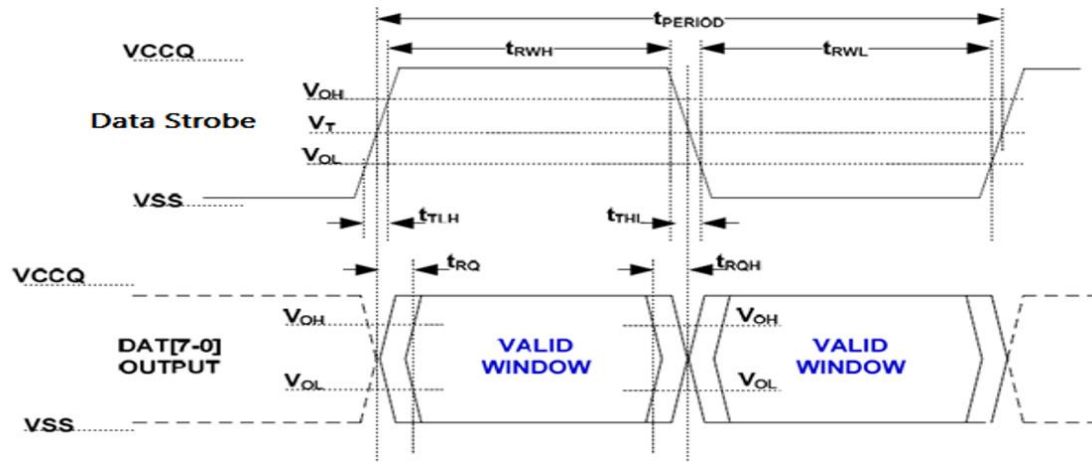 tPERIOD
VCCQ
tRWH
tRWL
VOH
Data Strobe
VT
VOL
VSS
tTLH
tTHL
tRQ
tRQH
VCCQ
VOH
VOH
DAT[7-0]
OUTPUT
VALID
WINDOW
VALID
WINDOW
VOL
VOL
VSS